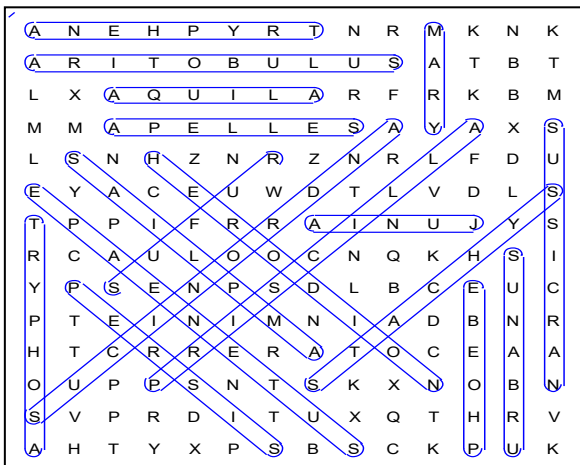 A N E H P Y R T N R M K N K
A R I T O B U L U S A T B T
L X A Q U I L A R F R K B M
M M A P E L L E S A Y A X S
L S N H Z N R Z N R L F D U
E Y A C E U W D T L V D L S
T P P I F R R A I N U J Y S
R C A U L O O C N Q K H S I
Y P S E N P S D L B C E U C
P T E I N I M N I A D B N R
H T C R R E R A T O C E A A
O U P P S N T S K X N O B N
S V P R D I T U X Q T H R V
A H T Y X P S B S C K P U K